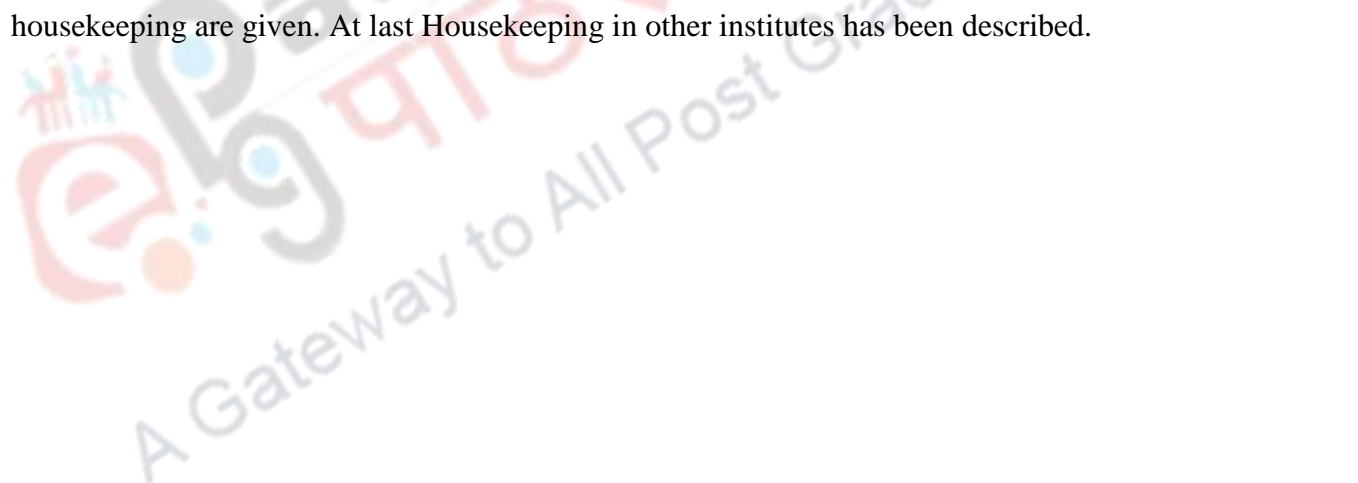 housekeeping are given. At last Housekeeping in other institutes has been described.
A Gateway to All Post